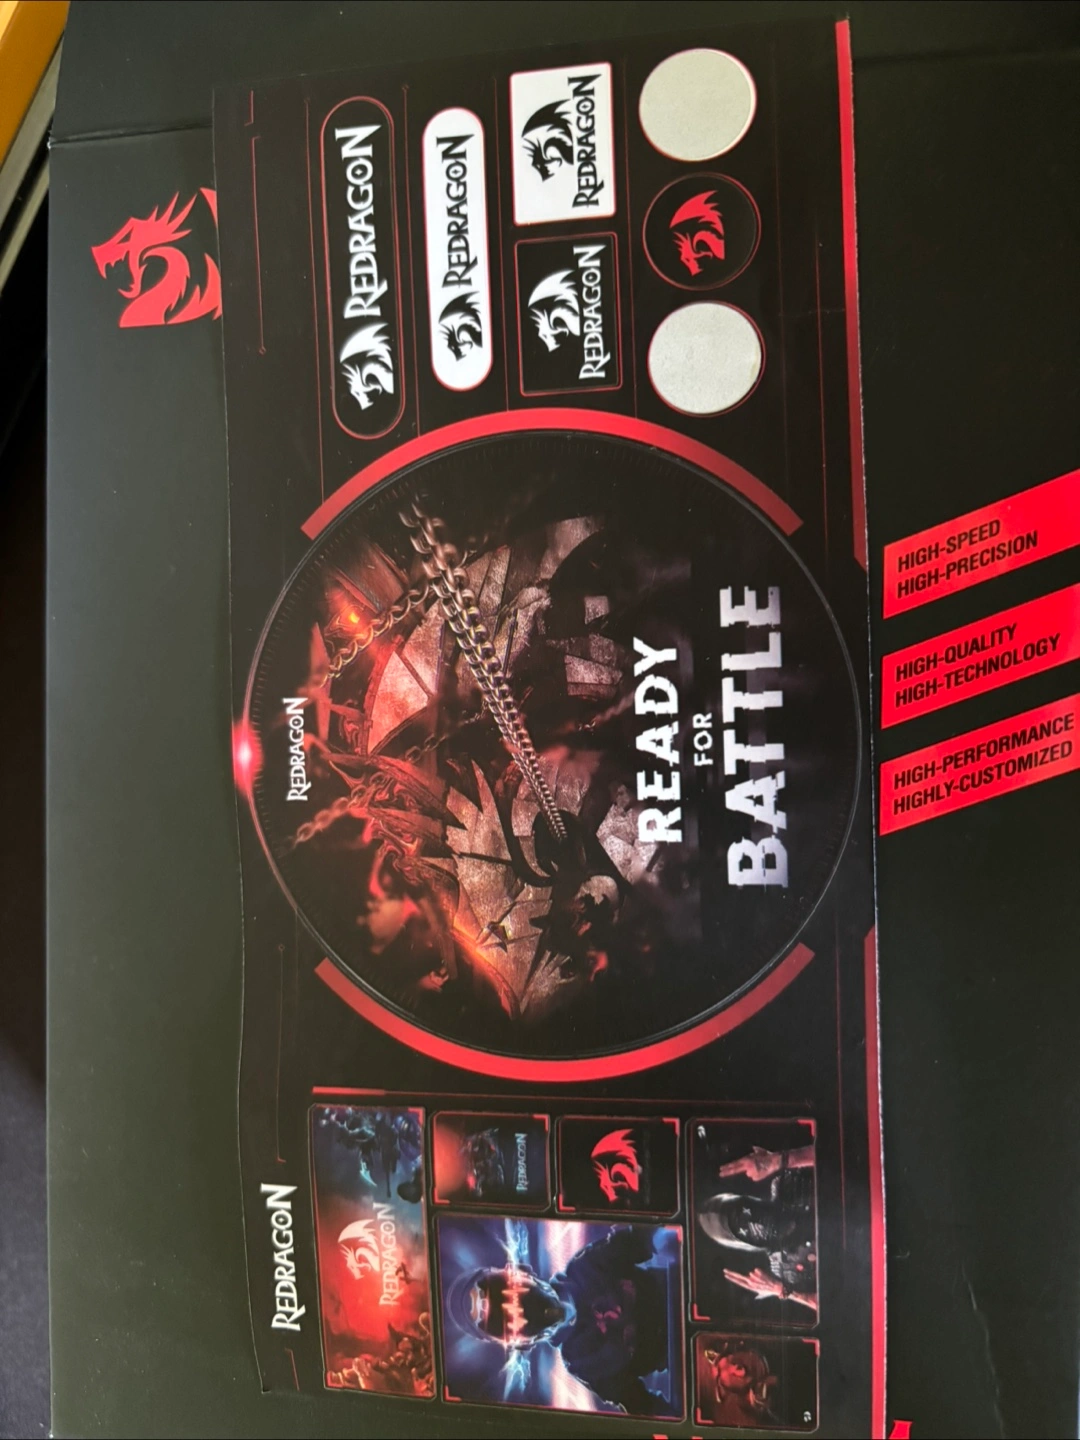 REDRAGON
REDRAGON
REDRAGON
REDRAGON
REDRAGON
READY
FOR
BATTLE
REDRAGON
REDRAGON
REDRAGON
REDRAGON
HIGH-PERFORMANCE
HIGHLY-CUSTOMIZED
HIGH-QUALITY
HIGH-TECHNOLOGY
HIGH-SPEED
HIGH-PRECISION